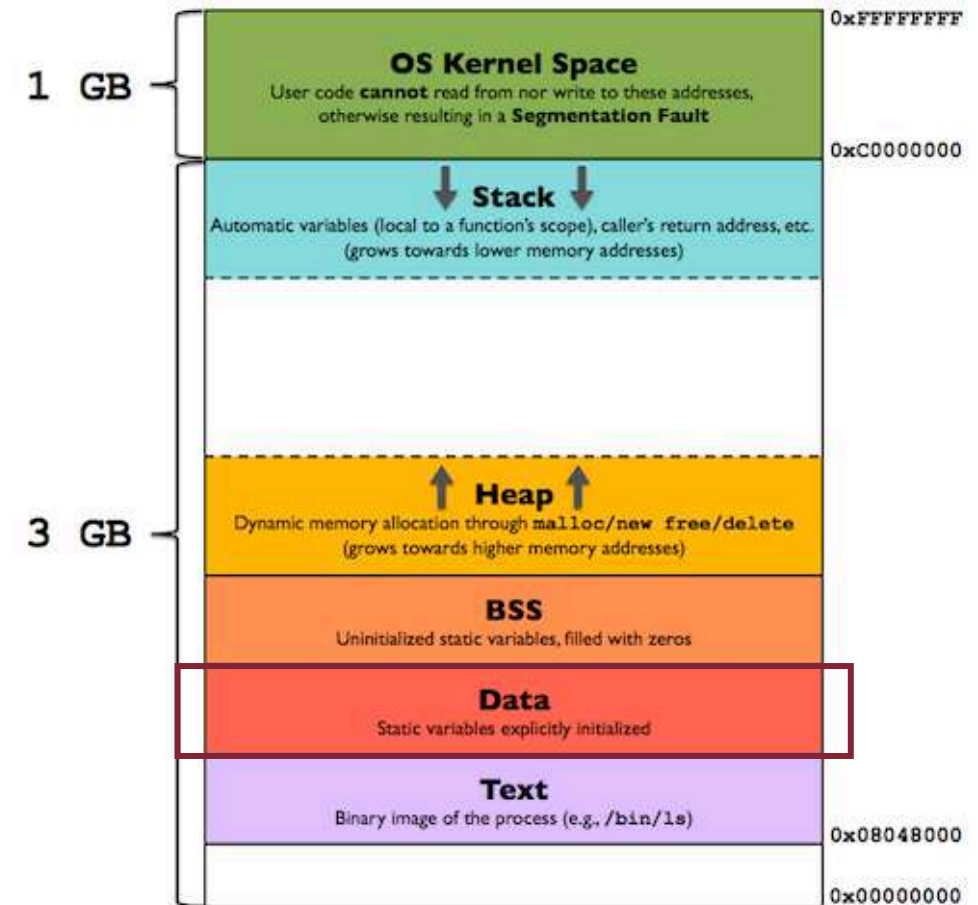 0xFFFFFFFF
1 GB
OS Kernel Space
User code cannot read from nor write to these addresses,
otherwise resulting in a Segmentation Fault
0xC0000000
Stack
Automatic variables (local to a function's scope), caller's return address, etc.
(grows towards lower memory addresses)
3 GB
Heap
Dynamic memory allocation through malloc/new free/delete
(grows towards higher memory addresses)
BSS
Uninitialized static variables, filled with zeros
Data
Static variables explicitly initialized
Text
Binary image of the process (e.g., /bin/ls)
0x08048000
0x00000000